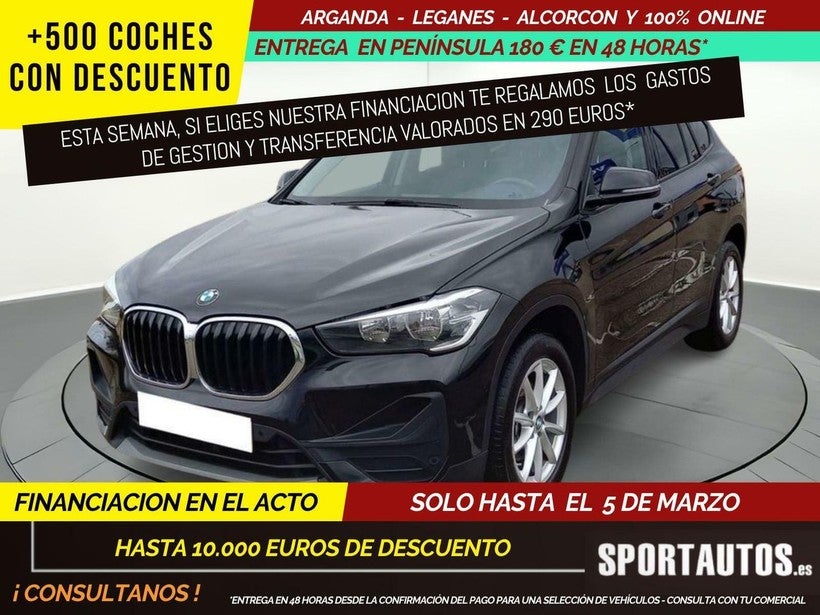 +500 COCHES
CON DESCUENTO
ARGANDA - LEGANES - ALCORCON Y 100% ONLINE
ENTREGA EN PENÍNSULA 180 € EN 48 HORAS*
ESTA SEMANA, SI ELIGES NUESTRA FINANCIACION TE REGALAMOS LOS GASTOS
DE GESTION Y TRANSFERENCIA VALORADOS EN 290 EUROS*
FINANCIACION EN EL ACTO
SOLO HASTA EL 5 DE MARZO
HASTA 10.000 EUROS DE DESCUENTO
SPORTAUTOS.es
¡ CONSULTANOS !
*ENTREGA EN 48 HORAS DESDE LA CONFIRMACIÓN DEL PAGO PARA UNA SELECCIÓN DE VEHÍCULOS - CONSULTA CON TU COMERCIAL